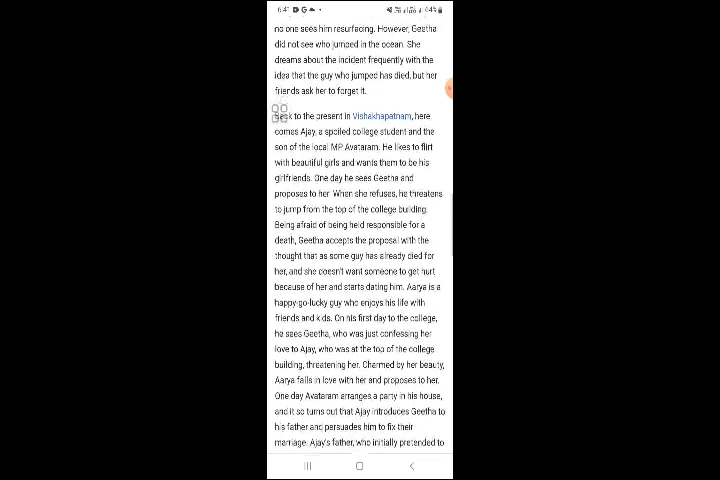 6:41
64%
no one sees him resurfacing. However, Geetha
did not see who jumped in the ocean. She
dreams about the incident frequently with the
idea that the guy who jumped has died, but her
friends ask her to forget it.
Back to the present in Vishakhapatnam, here
comes Ajay, a spoiled college student and the
son of the local MP Avataram. He likes to flirt
with beautiful girls and wants them to be his
girlfriends. One day he sees Geetha and
proposes to her. When she refuses, he threatens
to jump from the top of the college building.
Being afraid of being held responsible for a
death, Geetha accepts the proposal with the
thought that as some guy has already died for
her, and she doesn't want someone to get hurt
because of her and starts dating him. Aarya is a
happy-go-lucky guy who enjoys his life with
friends and kids. On his first day to the college,
he sees Geetha, who was just confessing her
love to Ajay, who was at the top of the college
building, threatening her. Charmed by her beauty,
Aarya falls in love with her and proposes to her.
One day Avataram arranges a party in his house,
and it so turns out that Ajay introduces Geetha to
his father and persuades him to fix their
marriage. Ajay's father, who initially pretended to